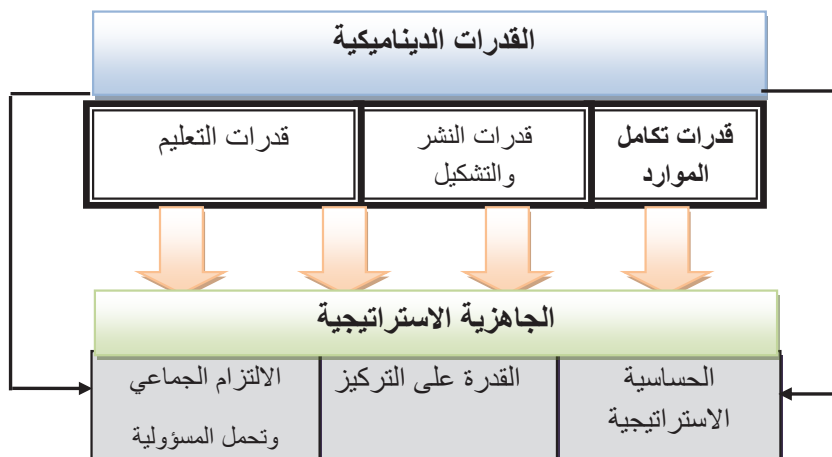 القدرات الديناميكية
قدرات تكامل
الموارد
قدرات النشر
والتشكيل
قدرات التعليم
الجاهزية الاستراتيجية
الحساسية
الاستراتيجية
القدرة على التركيز
الالتزام الجماعي
وتحمل المسؤولية